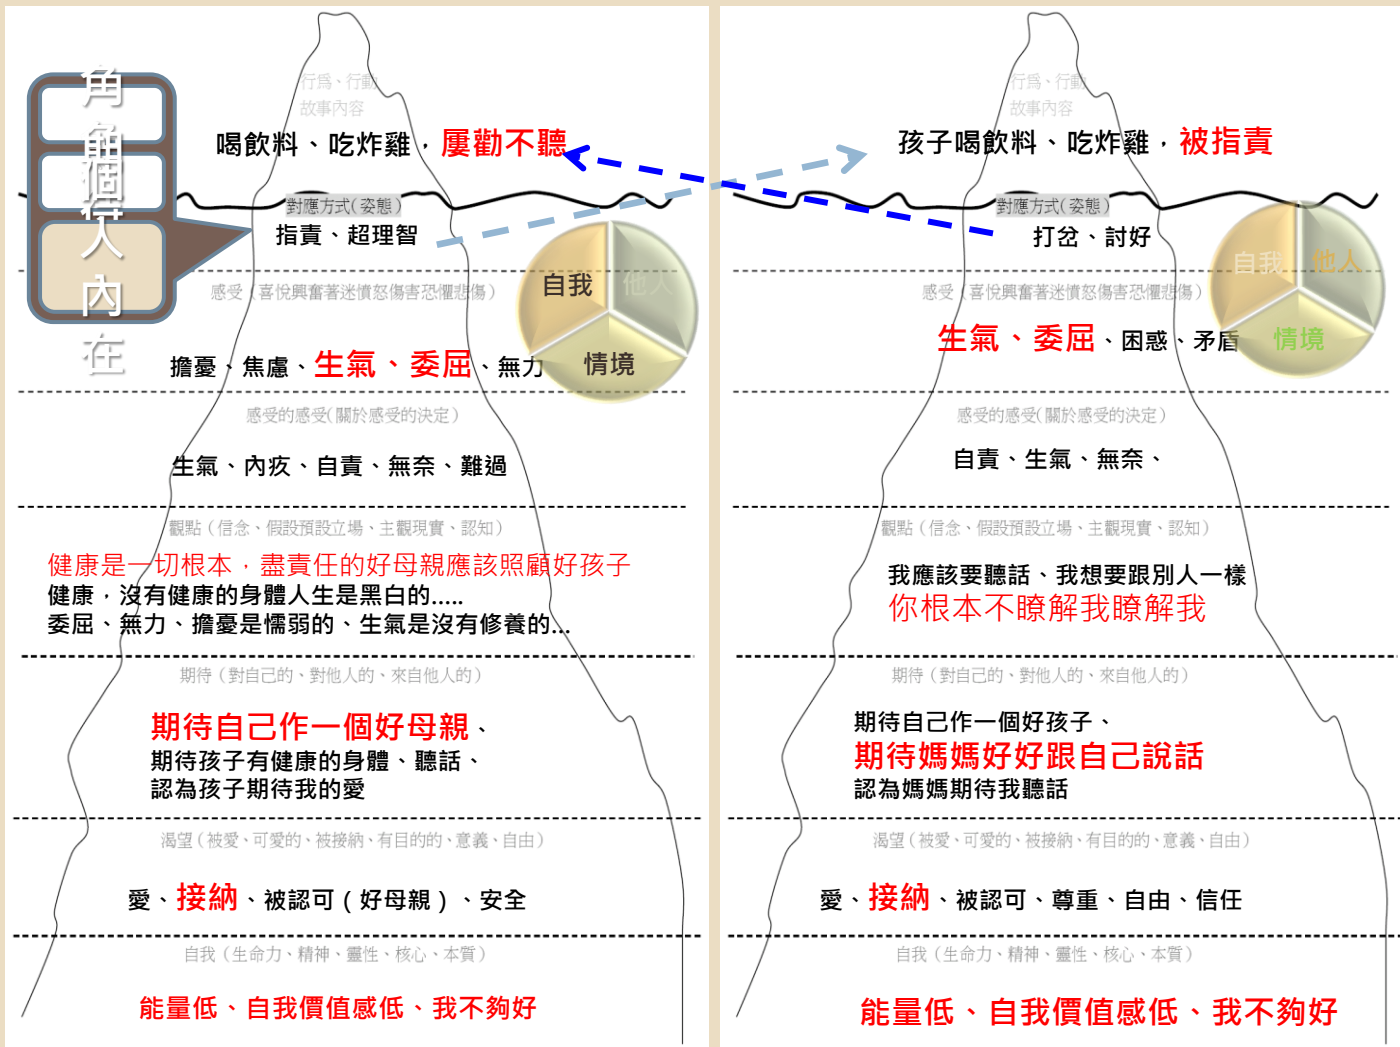 角
個
人
內
在
行為、行動
故事內容
喝飲料、吃炸雞，屢勸不聽
對應方式(姿態)
指責、超理智
感受（喜悅興奮著迷憤怒傷害恐懼悲傷）
自我
他人
情境
擔憂、焦慮、生氣、委屈、無力
感受的感受(關於感受的決定)
生氣、內疚、自責、無奈、難過
觀點（信念、假設預設立場、主觀現實、認知）
健康是一切根本，盡責任的好母親應該照顧好孩子
健康，沒有健康的身體人生是黑白的.....
委屈、無力、擔憂是懦弱的、生氣是沒有修養的...
期待（對自己的、對他人的、來自他人的）
期待自己作一個好母親、
期待孩子有健康的身體、聽話、
認為孩子期待我的愛
渴望（被愛、可愛的、被接納、有目的的、意義、自由）
愛、接納、被認可（好母親）、安全
自我（生命力、精神、靈性、核心、本質）
能量低、自我價值感低、我不夠好
行為、行動
故事內容
孩子喝飲料、吃炸雞，被指責
對應方式(姿態)
打岔、討好
感受（喜悅興奮著迷憤怒傷害恐懼悲傷）
自我
他人
情境
生氣、委屈、困惑、矛盾
感受的感受(關於感受的決定)
自責、生氣、無奈、
觀點（信念、假設預設立場、主觀現實、認知）
我應該要聽話、我想要跟別人一樣
你根本不瞭解我瞭解我
期待（對自己的、對他人的、來自他人的）
期待自己作一個好孩子、
期待媽媽好好跟自己說話
認為媽媽期待我聽話
渴望（被愛、可愛的、被接納、有目的的、意義、自由）
愛、接納、被認可、尊重、自由、信任
自我（生命力、精神、靈性、核心、本質）
能量低、自我價值感低、我不夠好